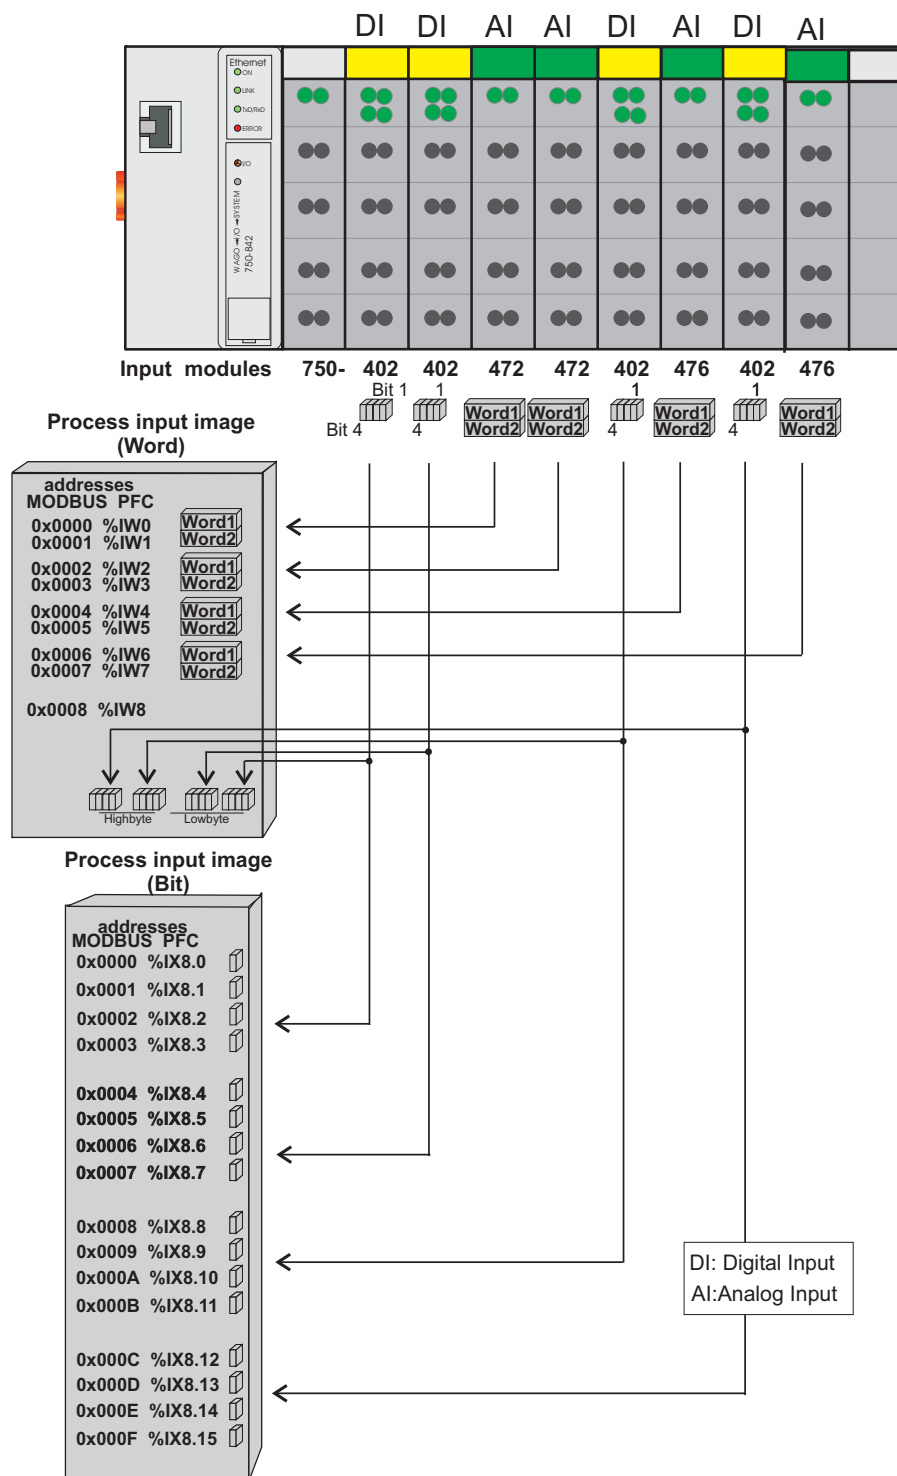 DI DI AI AI DI AI DI AI
Ethernet
ON
LINK
TxD/RxD
ERROR
I/O
WAGO I/O SYSTEM
750-842
Input modules 750- 402 402 472 472 402 476 402 476
Bit 1 1 1 1
Word1 Word1 Word1 Word1
Bit 4 4 Word2 Word2 4 Word2 4 Word2
Process input image
(Word)
addresses
MODBUS PFC
0x0000 %IW0 Word1
0x0001 %IW1 Word2
0x0002 %IW2 Word1
0x0003 %IW3 Word2
0x0004 %IW4 Word1
0x0005 %IW5 Word2
0x0006 %IW6 Word1
0x0007 %IW7 Word2
0x0008 %IW8
Highbyte Lowbyte
Process input image
(Bit)
addresses
MODBUS PFC
0x0000 %IX8.0
0x0001 %IX8.1
0x0002 %IX8.2
0x0003 %IX8.3
0x0004 %IX8.4
0x0005 %IX8.5
0x0006 %IX8.6
0x0007 %IX8.7
0x0008 %IX8.8
0x0009 %IX8.9
0x000A %IX8.10
0x000B %IX8.11
0x000C %IX8.12
0x000D %IX8.13
0x000E %IX8.14
0x000F %IX8.15
DI: Digital Input
AI:Analog Input